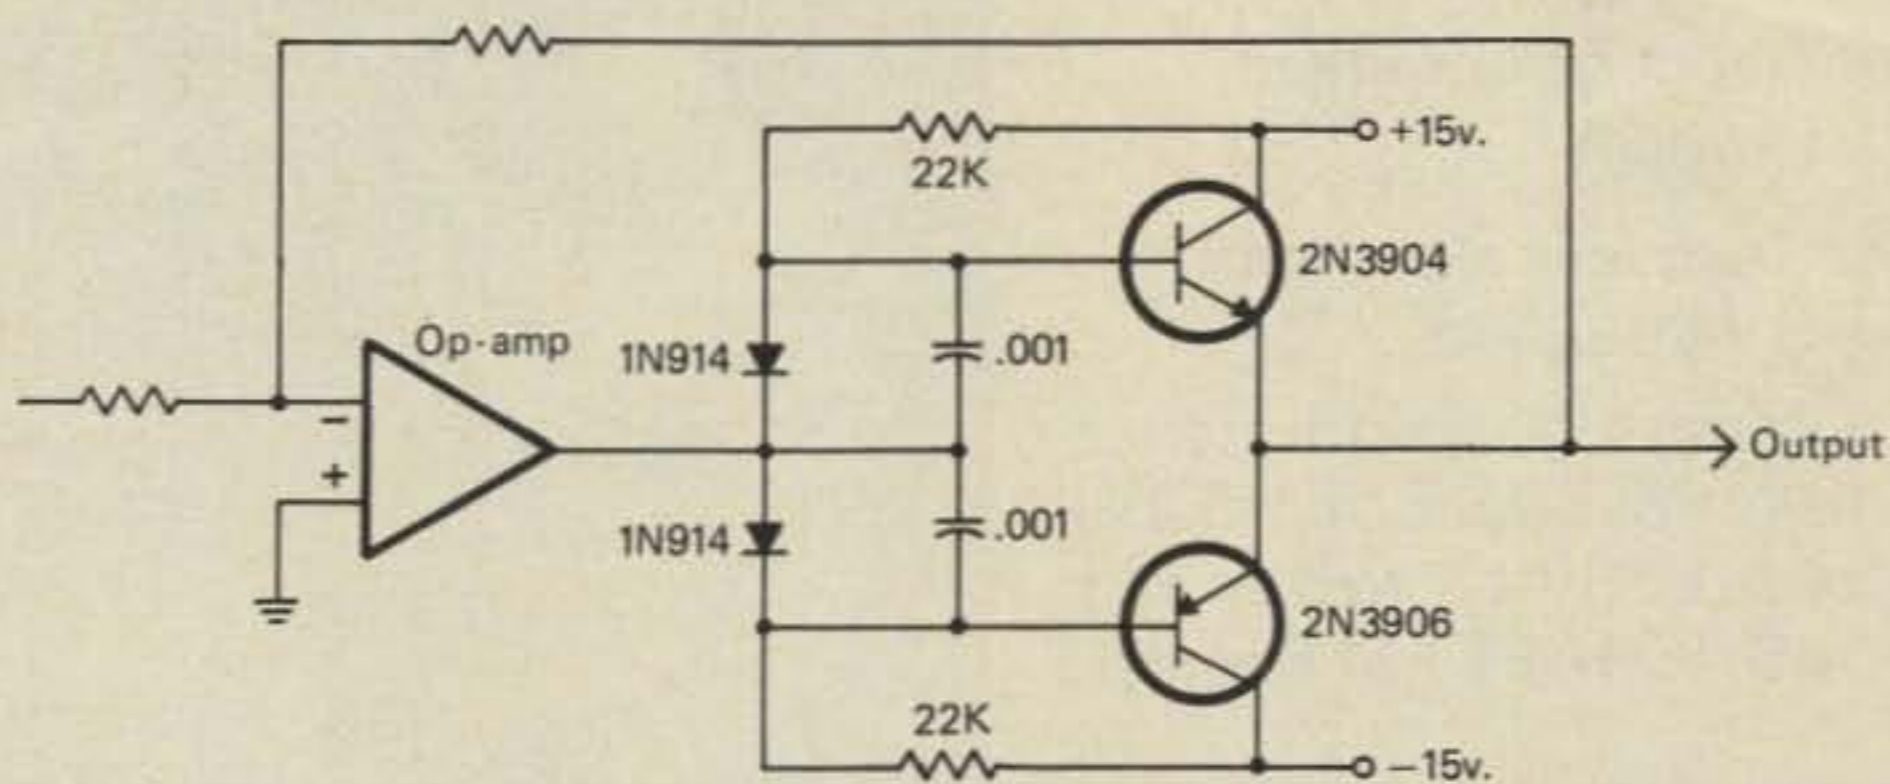 +15v.
22K
2N3904
Op-amp
1N914
.001
−
+
Output
1N914
.001
2N3906
22K
−15v.